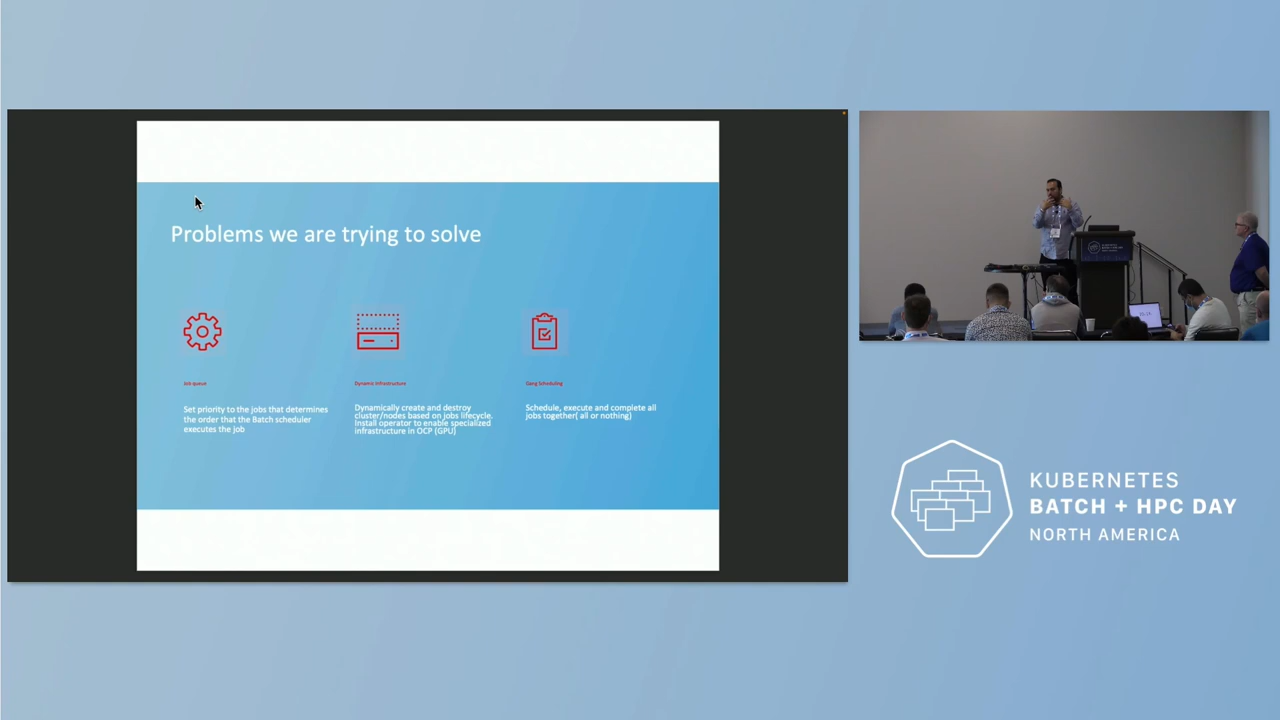 Problems we are trying to solve
Job queue
Set priority to the jobs that determines
the order that the Batch scheduler
executes the job
Dynamic Infrastructure
Dynamically create and destroy
cluster/nodes based on jobs lifecycle.
Install operator to enable specialized
infrastructure in OCP (GPU)
Gang Scheduling
Schedule, execute and complete all
jobs together( all or nothing)
KUBERNETES
BATCH + HPC DAY
NORTH AMERICA